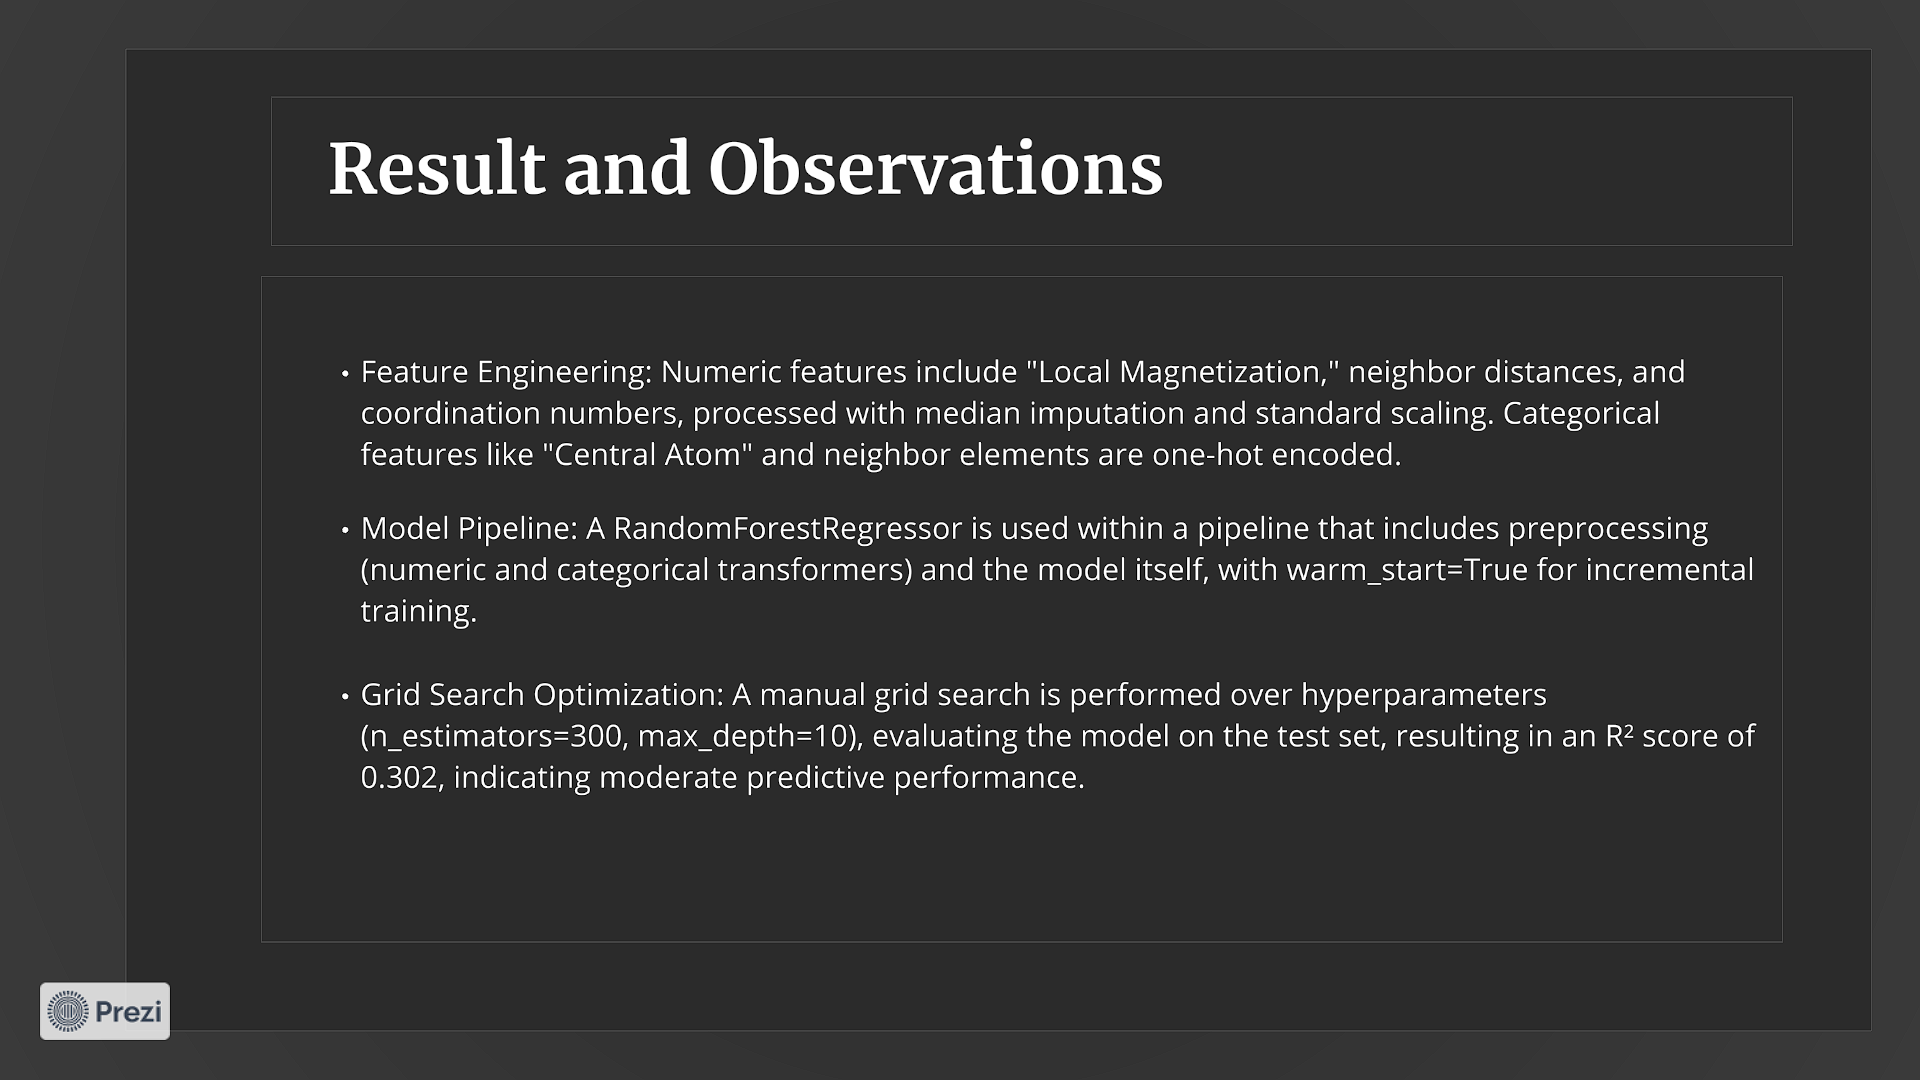 Result and Observations
• Feature Engineering: Numeric features include "Local Magnetization," neighbor distances, and
coordination numbers, processed with median imputation and standard scaling. Categorical
features like "Central Atom" and neighbor elements are one-hot encoded.
• Model Pipeline: A RandomForestRegressor is used within a pipeline that includes preprocessing
(numeric and categorical transformers) and the model itself, with warm_start=True for incremental
training.
• Grid Search Optimization: A manual grid search is performed over hyperparameters
(n_estimators=300, max_depth=10), evaluating the model on the test set, resulting in an R² score of
0.302, indicating moderate predictive performance.
Prezi